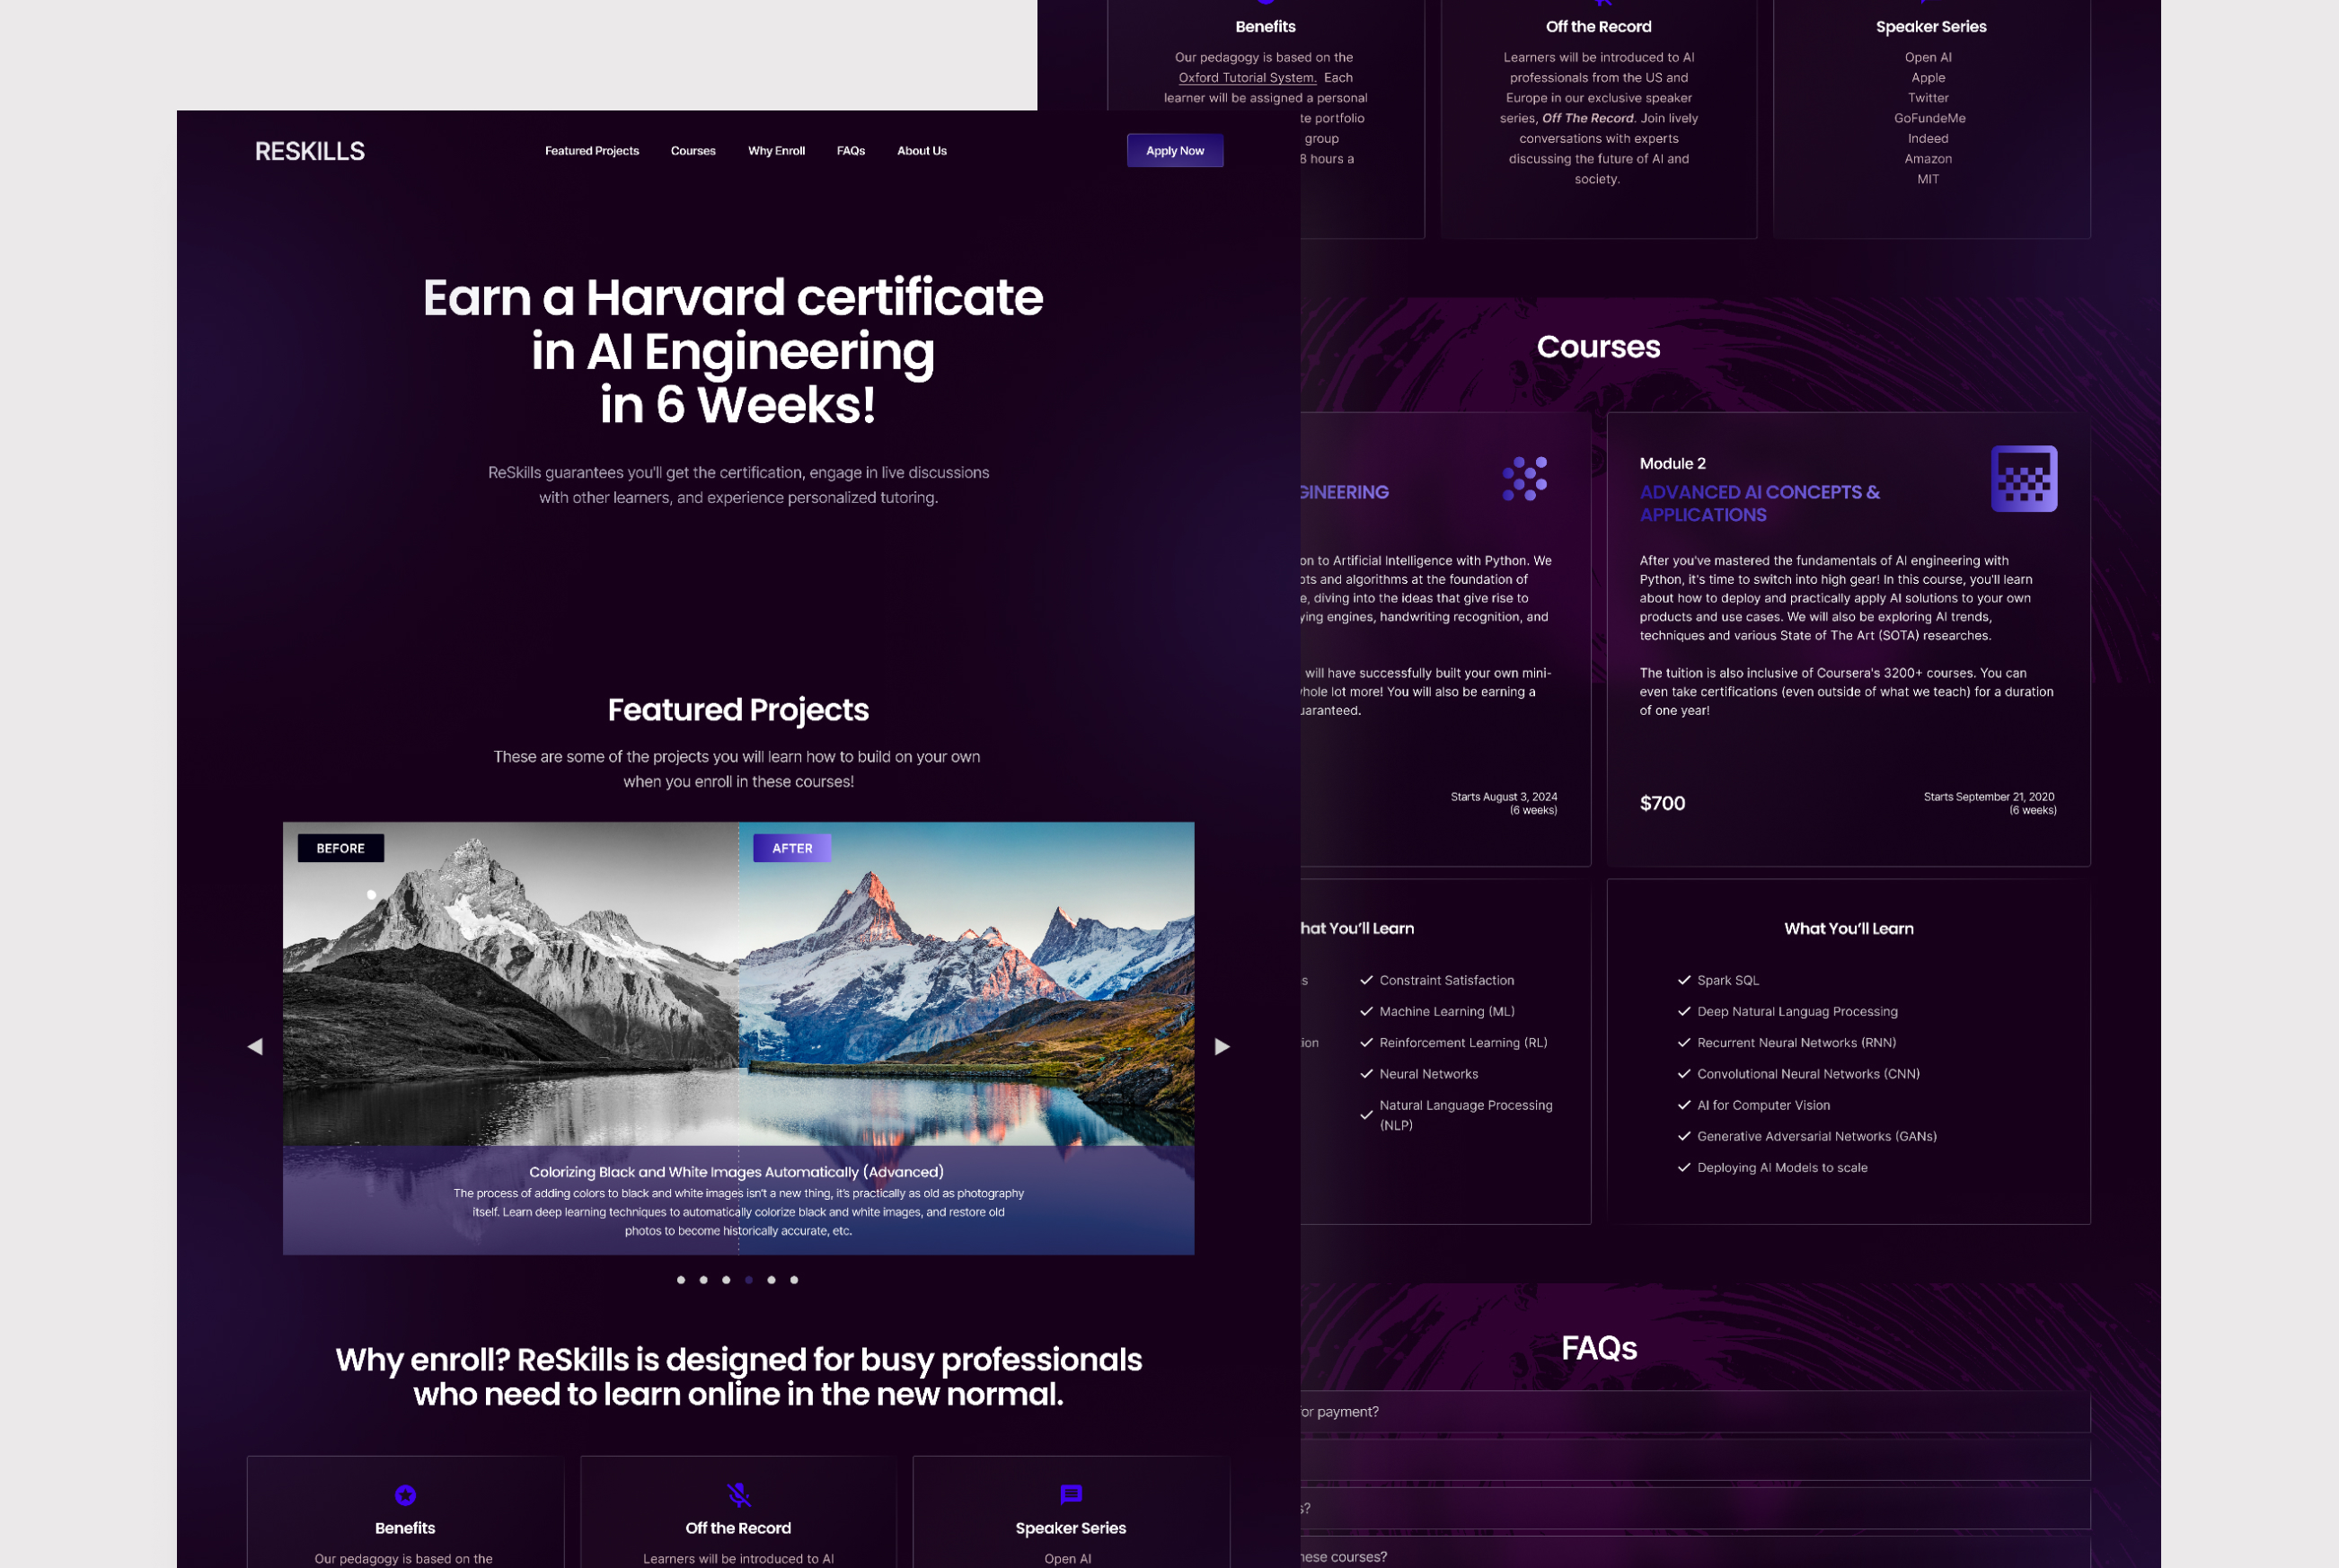 RESKILLS
Featured Projects
Courses
Why Enroll
FAQs
About Us
Apply Now
Earn a Harvard certificate
in AI Engineering
in 6 Weeks!
ReSkills guarantees you'll get the certification, engage in live discussions
with other learners, and experience personalized tutoring.
Featured Projects
These are some of the projects you will learn how to build on your own
when you enroll in these courses!
BEFORE
AFTER
Colorizing Black and White Images Automatically (Advanced)
The process of adding colors to black and white images isn't a new thing, it's practically as old as photography
itself. Learn deep learning techniques to automatically colorize black and white images, and restore old
photos to become historically accurate, etc.
Why enroll? ReSkills is designed for busy professionals
who need to learn online in the new normal.
Benefits
Our pedagogy is based on the
Off the Record
Learners will be introduced to AI
Speaker Series
Open AI
Benefits
Our pedagogy is based on the
Oxford Tutorial System. Each
learner will be assigned a personal
te portfolio
group
8 hours a
Off the Record
Learners will be introduced to AI
professionals from the US and
Europe in our exclusive speaker
series, Off The Record. Join lively
conversations with experts
discussing the future of AI and
society.
Speaker Series
Open AI
Apple
Twitter
GoFundeMe
Indeed
Amazon
MIT
Courses
GINEERING
on to Artificial Intelligence with Python. We
pts and algorithms at the foundation of
e, diving into the ideas that give rise to
ying engines, handwriting recognition, and
will have successfully built your own mini-
hole lot more! You will also be earning a
uaranteed.
Starts August 3, 2024
(6 weeks)
Module 2
ADVANCED AI CONCEPTS &
APPLICATIONS
After you've mastered the fundamentals of AI engineering with
Python, it's time to switch into high gear! In this course, you'll learn
about how to deploy and practically apply AI solutions to your own
products and use cases. We will also be exploring AI trends,
techniques and various State of The Art (SOTA) researches.
The tuition is also inclusive of Coursera's 3200+ courses. You can
even take certifications (even outside of what we teach) for a duration
of one year!
$700
Starts September 21, 2020
(6 weeks)
hat You'll Learn
s
ion
Constraint Satisfaction
Machine Learning (ML)
Reinforcement Learning (RL)
Neural Networks
Natural Language Processing
(NLP)
What You'll Learn
Spark SQL
Deep Natural Languag Processing
Recurrent Neural Networks (RNN)
Convolutional Neural Networks (CNN)
AI for Computer Vision
Generative Adversarial Networks (GANs)
Deploying AI Models to scale
FAQs
for payment?
s?
hese courses?